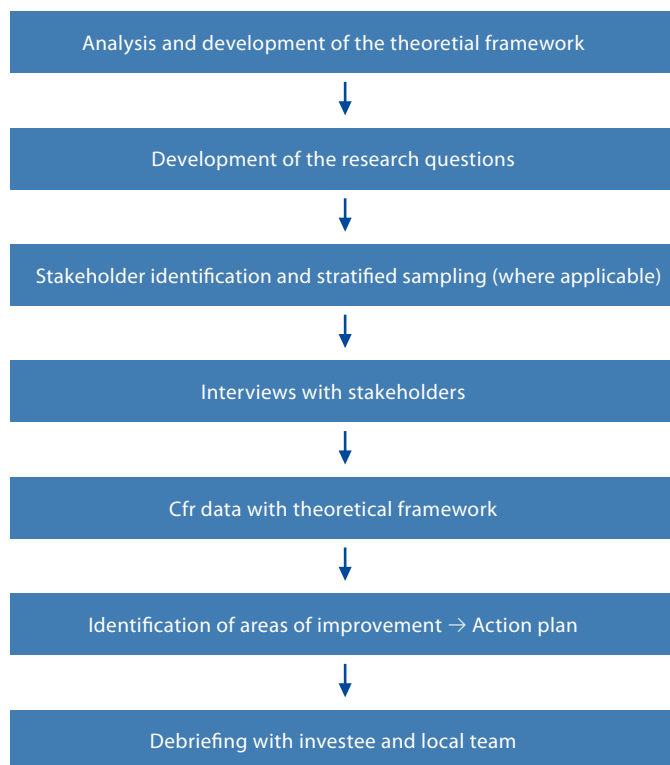 Analysis and development of the theoretial framework
Development of the research questions
Stakeholder identification and stratified sampling (where applicable)
Interviews with stakeholders
Cfr data with theoretical framework
Identification of areas of improvement → Action plan
Debriefing with investee and local team